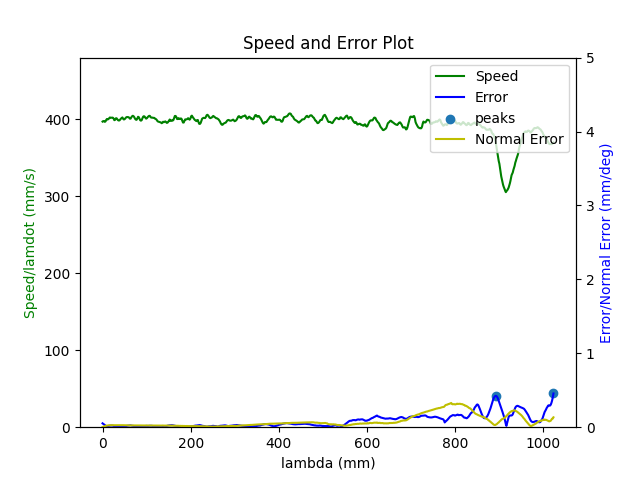 Speed and Error Plot
Speed
Error
peaks
Normal Error
Speed/lamdot (mm/s)
400
300
200
100
0
5
4
3
2
1
0
Error/Normal Error (mm/deg)
0 200 400 600 800 1000
lambda (mm)